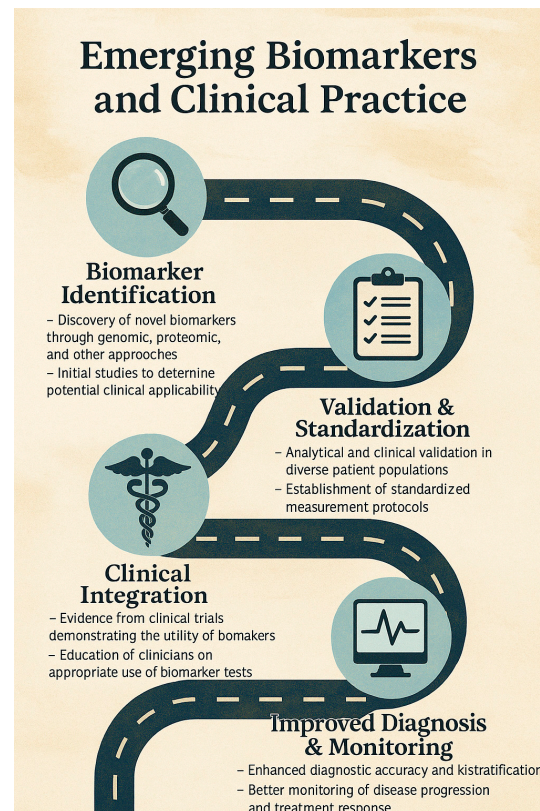 Emerging Biomarkers
and Clinical Practice
Biomarker
Identification
– Discovery of novel biomarkers
through genomic, proteomic,
and other approoches
– Initial studies to deternine
potential clinical applicability
Validation &
Standardization
– Analytical and clinical validation in
diverse patient populations
– Establishment of standardized
measurement protocols
Clinical
Integration
– Evidence from clinical trials
demonstrating the utility of bomakers
– Education of clinicians on
appropriate use of biomarker tests
Improved Diagnosis
& Monitoring
– Enhanced diagnostic accuracy and kistratification
– Better monitoring of disease progression
and treatment response